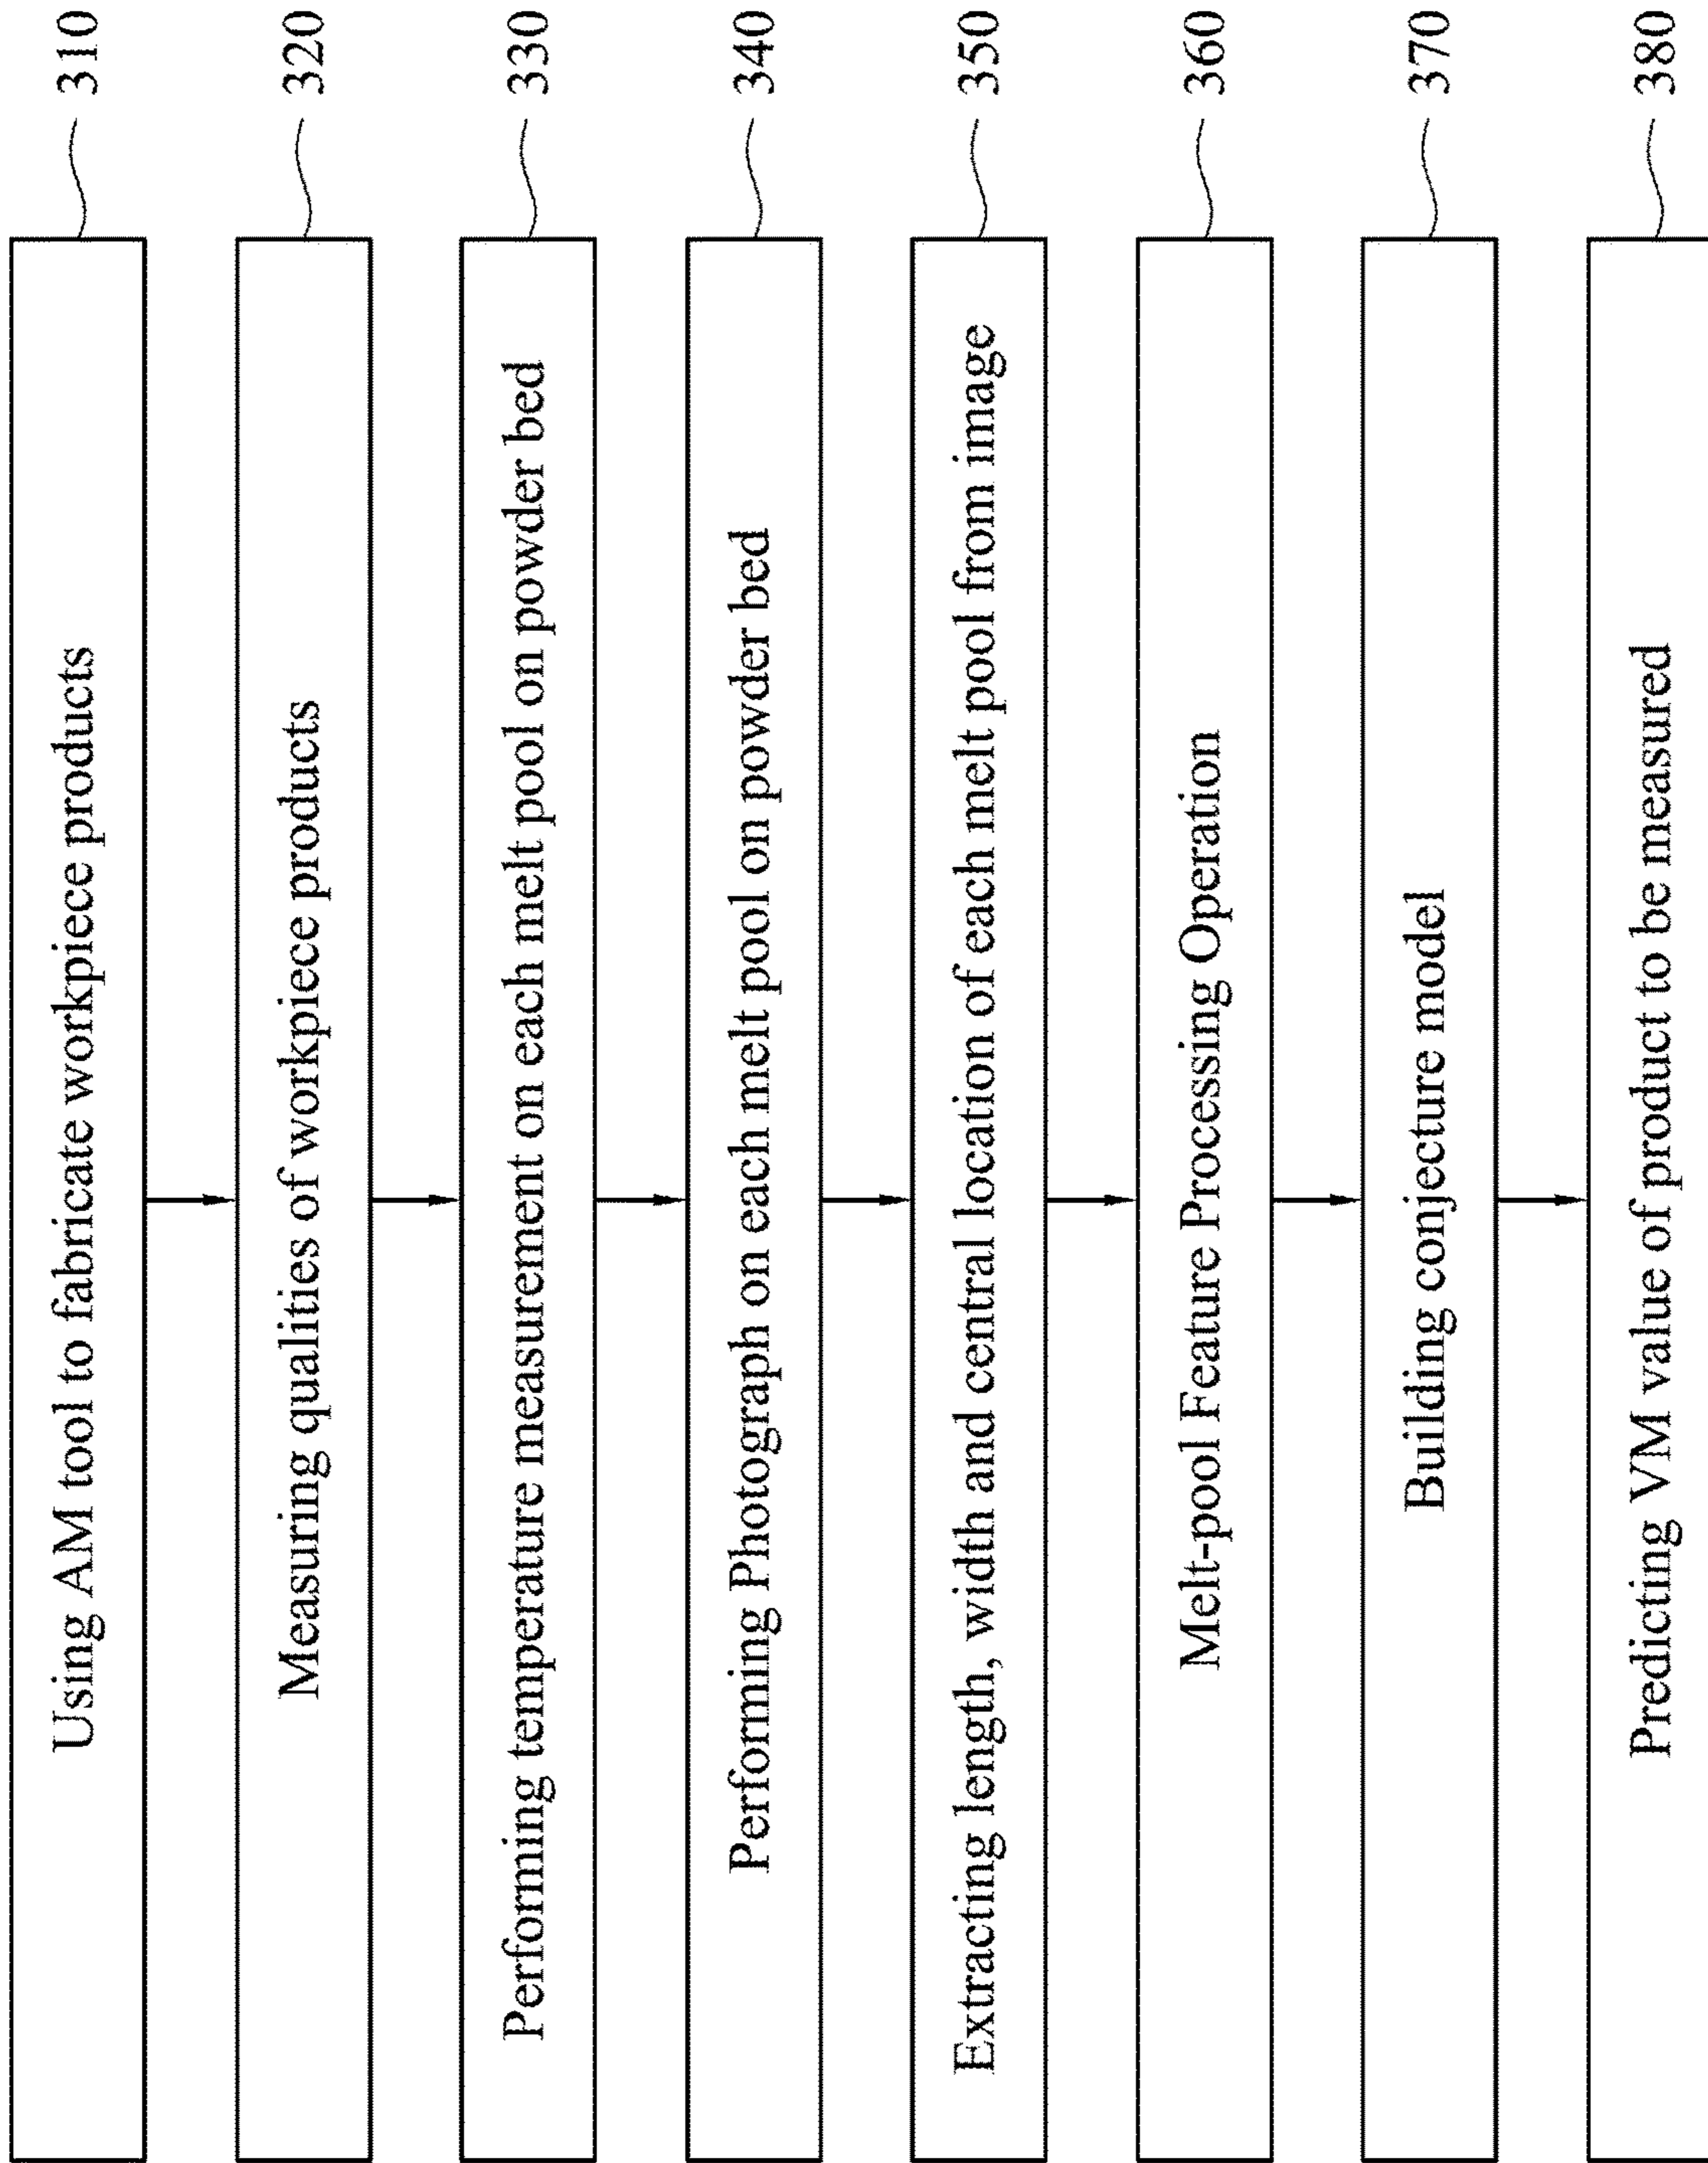 Using AM tool to fabricate workpiece products 310
Measuring qualities of workpiece products 320
Performing temperature measurement on each melt pool on powder bed 330
Performing Photograph on each melt pool on powder bed 340
Extracting length, width and central location of each melt pool from image 350
Melt-pool Feature Processing Operation 360
Building conjecture model 370
Predicting VM value of product to be measured 380